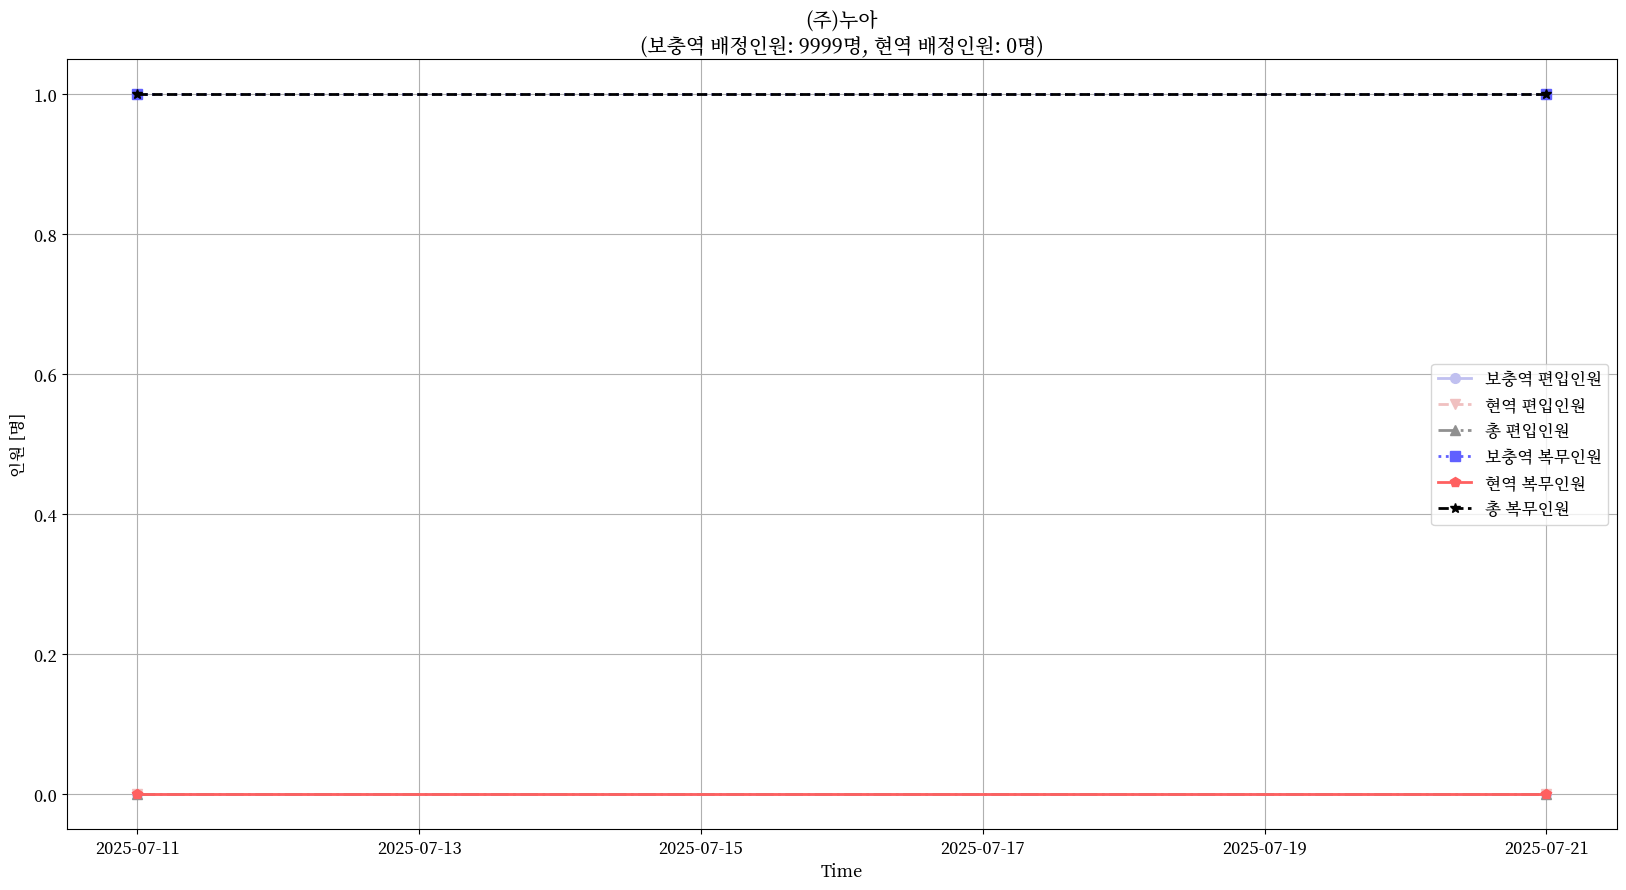 (주)누아
(보충역 배정인원: 9999명, 현역 배정인원: 0명)
인원 [명]
1.0
0.8
0.6
0.4
0.2
0.0
보충역 편입인원
현역 편입인원
총 편입인원
보충역 복무인원
현역 복무인원
총 복무인원
2025-07-11 2025-07-13 2025-07-15 2025-07-17 2025-07-19 2025-07-21
Time